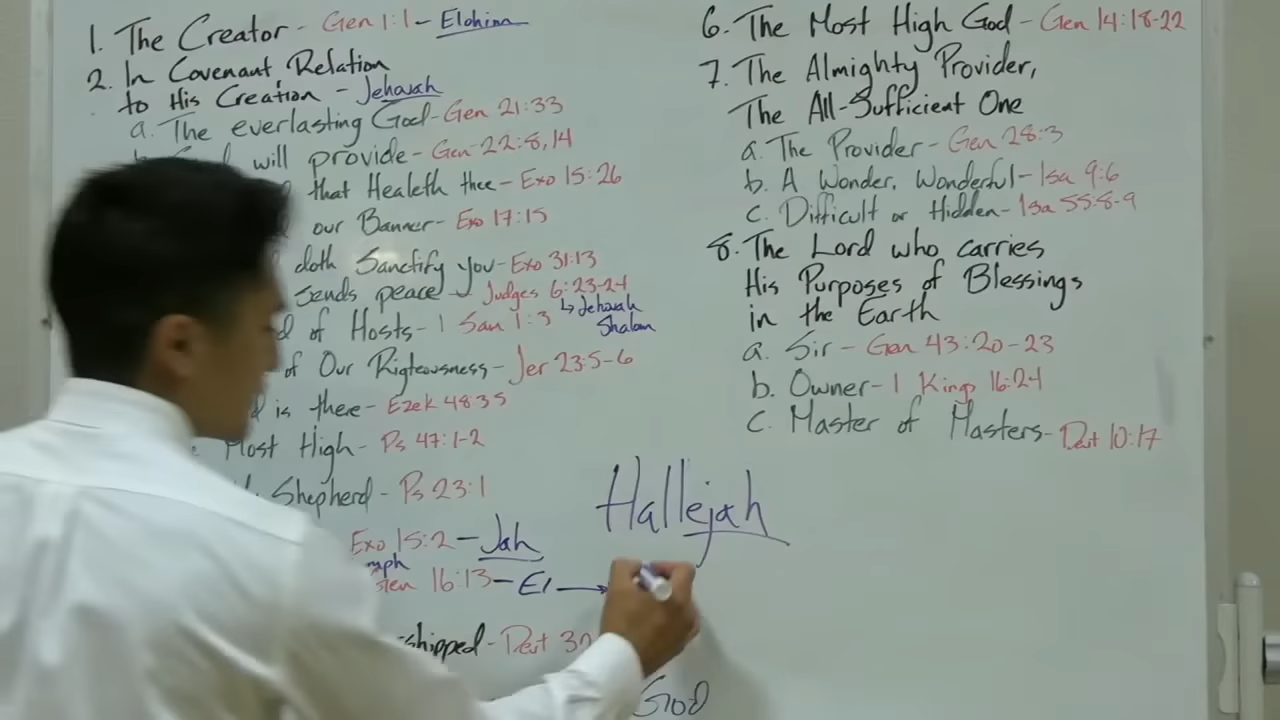 1. The Creator - Gen 1:1 - Elohim
2. In Covenant Relation
to His Creation - Jehovah
a. The everlasting God - Gen 21:33
will provide - Gen 22:8,14
that Healeth thee - Exo 15:26
our Banner - Exo 17:15
doth Sanctify you - Exo 31:13
sends peace - Judges 6:23-24
↳ Jehovah
Shalom
of Hosts - 1 Sam 1:3
of Our Righteousness - Jer 23:5-6
is there - Ezek 48:35
Most High - Ps 47:1-2
Shepherd - Ps 23:1
Exo 15:2 - Jah
16:13 - El →
God
Hallejah
6. The Most High God - Gen 14:18-22
7. The Almighty Provider,
The All-Sufficient One
a. The Provider - Gen 28:3
b. A Wonder, Wonderful - Isa 9:6
c. Difficult or Hidden - Isa 55:8-9
8. The Lord who carries
His Purposes of Blessings
in the Earth
a. Sir - Gen 43:20-23
b. Owner - 1 Kings 16:24
c. Master of Masters - Deut 10:17